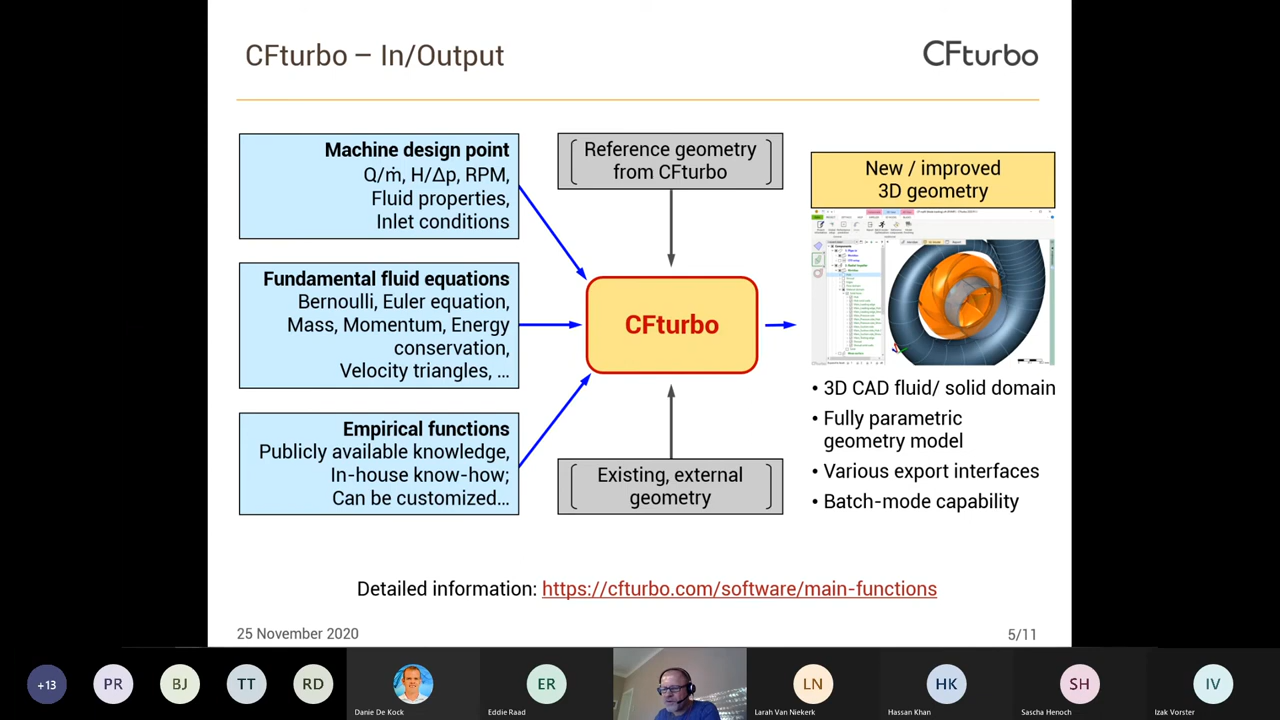 CFturbo – In/Output
CFturbo
Machine design point
Q/ṁ, H/Δp, RPM,
Fluid properties,
Inlet conditions
Fundamental fluid equations
Bernoulli, Euler equation,
Mass, Momentum, Energy
conservation,
Velocity triangles, ...
Empirical functions
Publicly available knowledge,
In-house know-how;
Can be customized…
Reference geometry
from CFturbo
CFturbo
Existing, external
geometry
New / improved
3D geometry
• 3D CAD fluid/ solid domain
• Fully parametric
geometry model
• Various export interfaces
• Batch-mode capability
Detailed information: https://cfturbo.com/software/main-functions
25 November 2020
5/11
+13
PR
BJ
TT
RD
Danie De Kock
ER
Eddie Raad
LN
Larah Van Niekerk
HK
Hassan Khan
SH
Sascha Henoch
IV
Izak Vorster